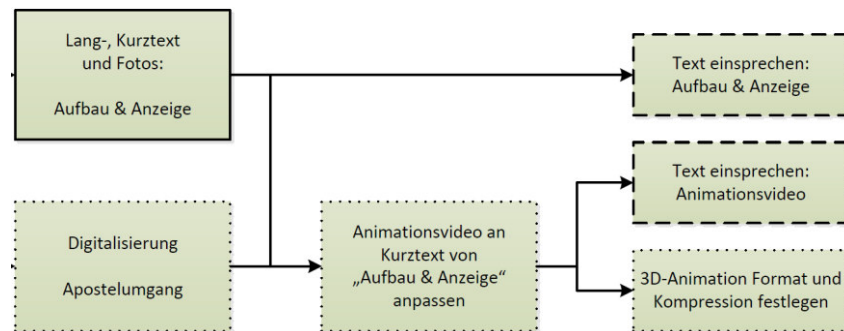 Lang-, Kurztext
und Fotos:
Aufbau & Anzeige
Text einsprechen:
Aufbau & Anzeige
Text einsprechen:
Animationsvideo
Digitalisierung
Apostelumgang
Animationsvideo an
Kurztext von
„Aufbau & Anzeige“
anpassen
3D-Animation Format und
Kompression festlegen